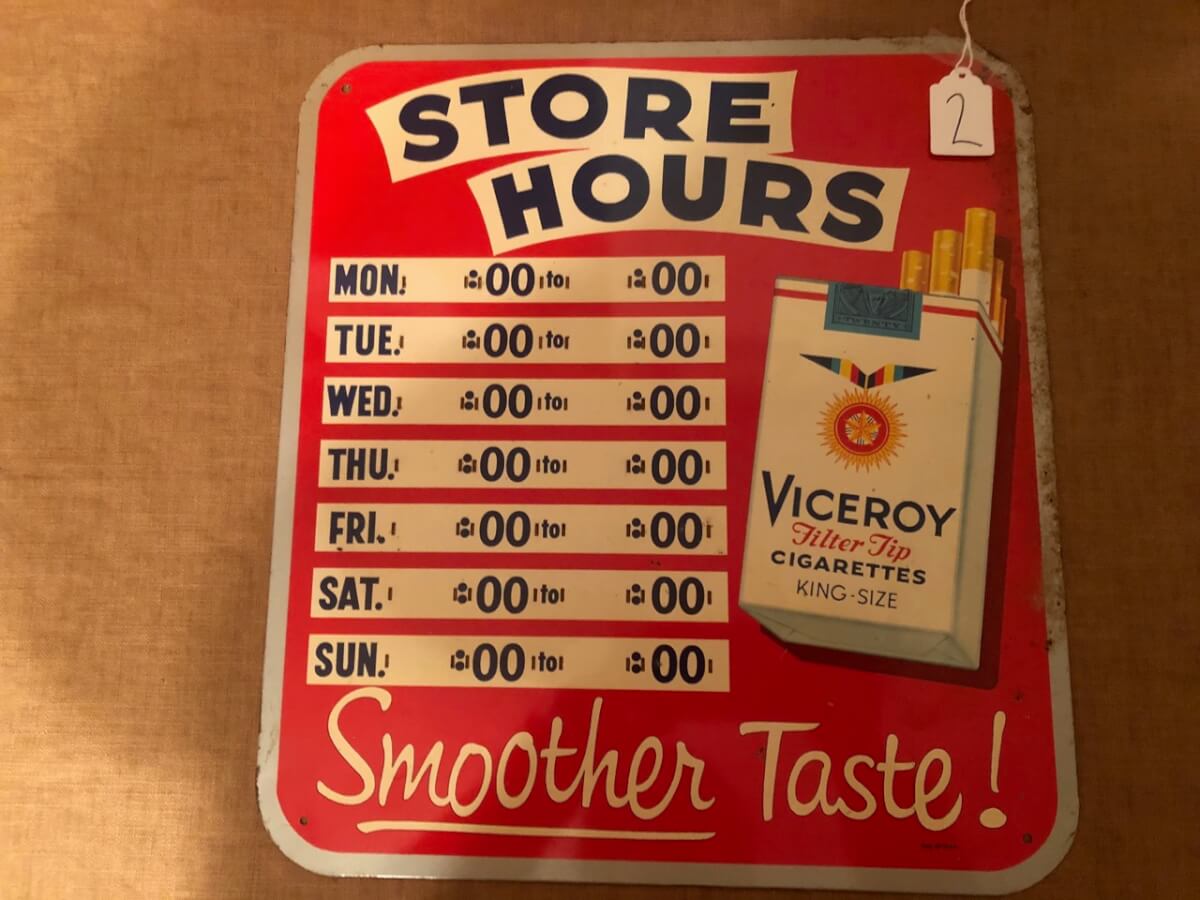 2
STORE
HOURS
MON. 00 to 00
TUE. 00 to 00
WED. 00 to 00
THU. 00 to 00
FRI. 00 to 00
SAT. 00 to 00
SUN. 00 to 00
TWENTY
VICEROY
Filter Tip
CIGARETTES
KING-SIZE
Smoother Taste!